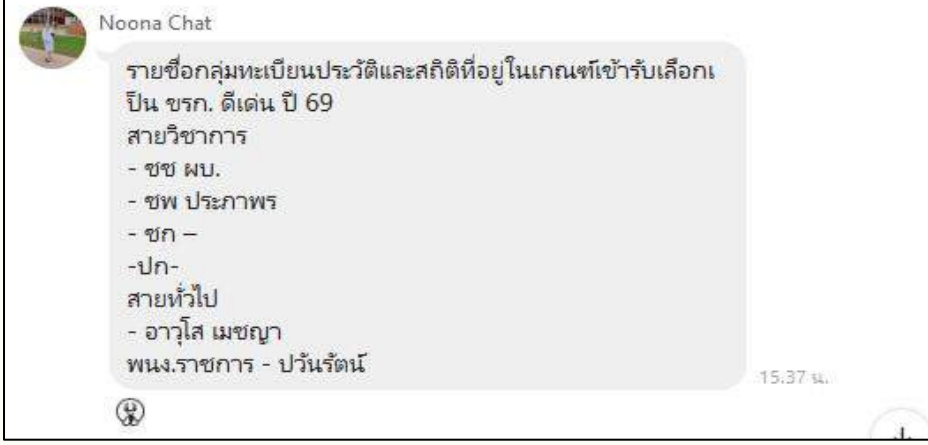 Noona Chat
รายชื่อกลุ่มทะเบียนประวัติและสถิติที่อยู่ในเกณฑ์เข้ารับเลือกเ
ป็น ขรก. ดีเด่น ปี 69
สายวิชาการ
- ชช ผบ.
- ชพ ประภาพร
- ชก –
-ปก-
สายทั่วไป
- อาวุโส เมชญา
พนง.ราชการ - ปวันรัตน์
15.37 น.